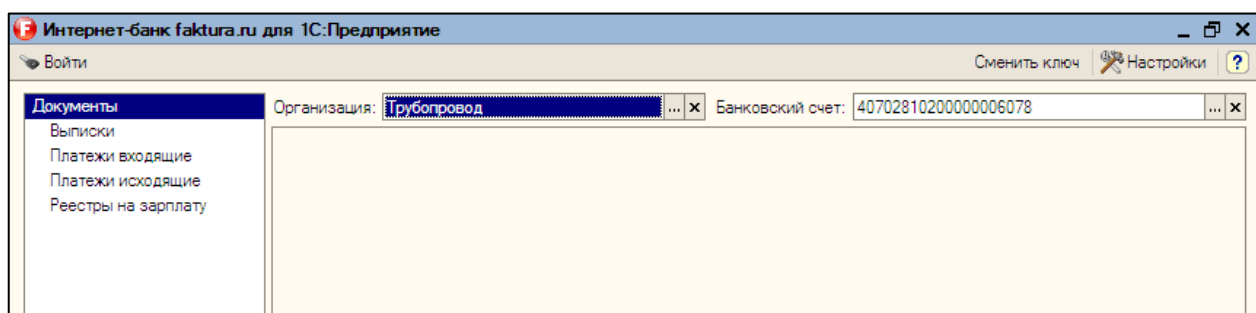 Интернет-банк faktura.ru для 1С:Предприятие
Войти Сменить ключ Настройки ?
Документы Организация: Трубопровод ... x Банковский счет: 40702810200000006078 ... x
Выписки
Платежи входящие
Платежи исходящие
Реестры на зарплату